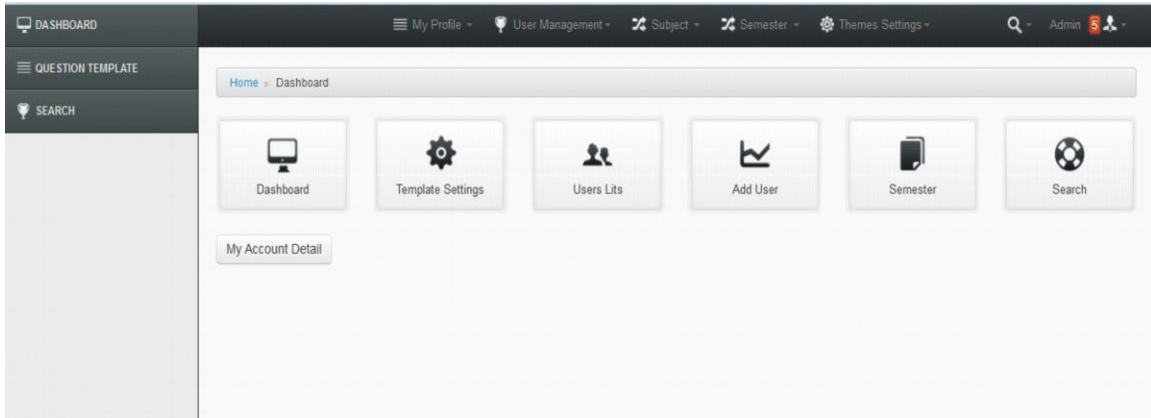 DASHBOARD
My Profile User Management Subject Semester Themes Settings Admin 5
QUESTION TEMPLATE
SEARCH
Home » Dashboard
Dashboard Template Settings Users Lits Add User Semester Search
My Account Detail